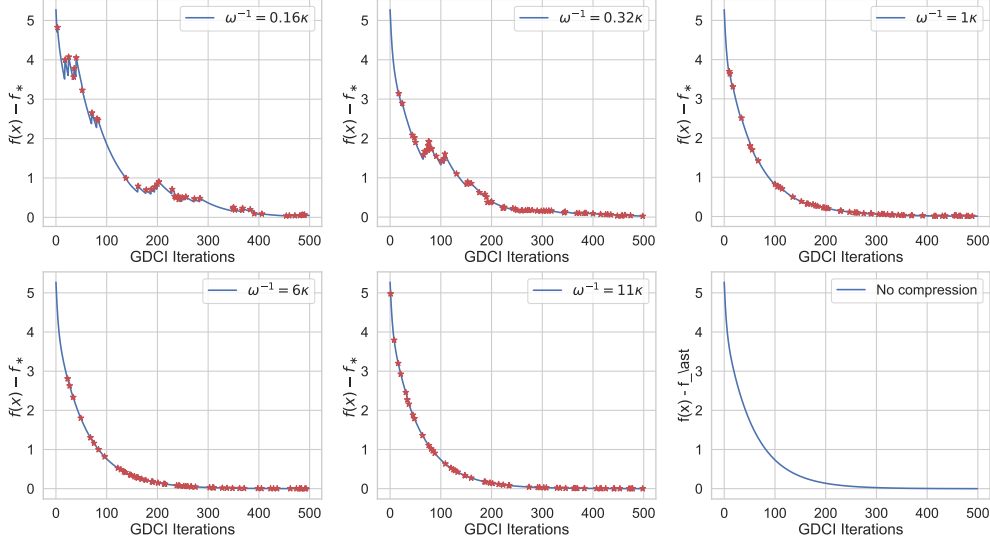 ω⁻¹ = 0.16κ
f(x) − f*
5
4
3
2
1
0
0 100 200 300 400 500
GDCI Iterations
ω⁻¹ = 0.32κ
f(x) − f*
5
4
3
2
1
0
0 100 200 300 400 500
GDCI Iterations
ω⁻¹ = 1κ
f(x) − f*
5
4
3
2
1
0
0 100 200 300 400 500
GDCI Iterations
ω⁻¹ = 6κ
f(x) − f*
5
4
3
2
1
0
0 100 200 300 400 500
GDCI Iterations
ω⁻¹ = 11κ
f(x) − f*
5
4
3
2
1
0
0 100 200 300 400 500
GDCI Iterations
No compression
f(x) - f_\ast
5
4
3
2
1
0
0 100 200 300 400 500
GDCI Iterations